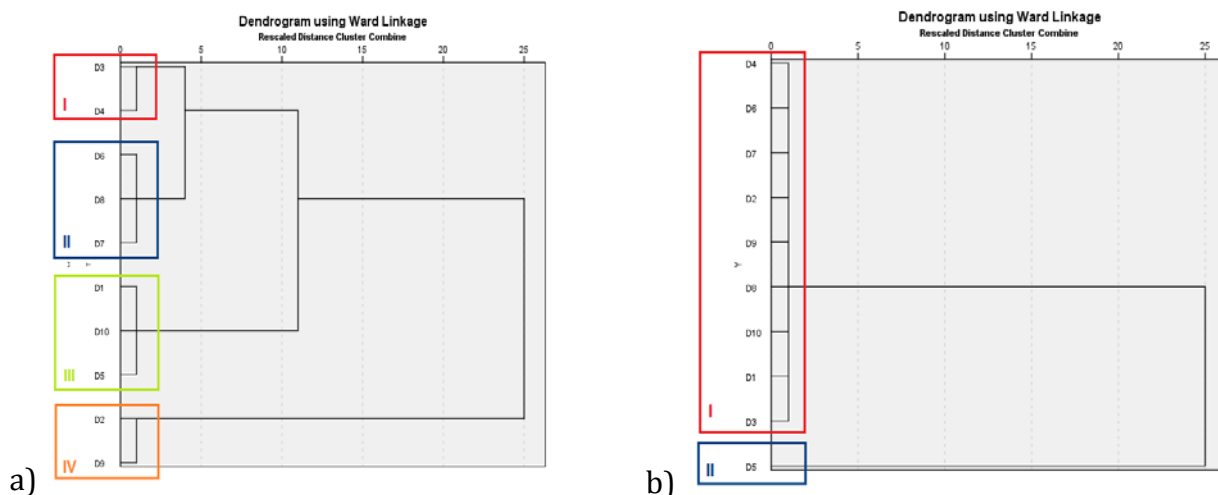 Dendrogram using Ward Linkage
Rescaled Distance Cluster Combine
0 5 10 15 20 25
D3
I
D4
D6
D8
II
D7
Y
D1
D10
III
D5
D2
IV
D9
a)
Dendrogram using Ward Linkage
Rescaled Distance Cluster Combine
0 5 10 15 20 25
D4
D6
D7
D2
D9
Y
D8
D10
D1
I
D3
II
D5
b)